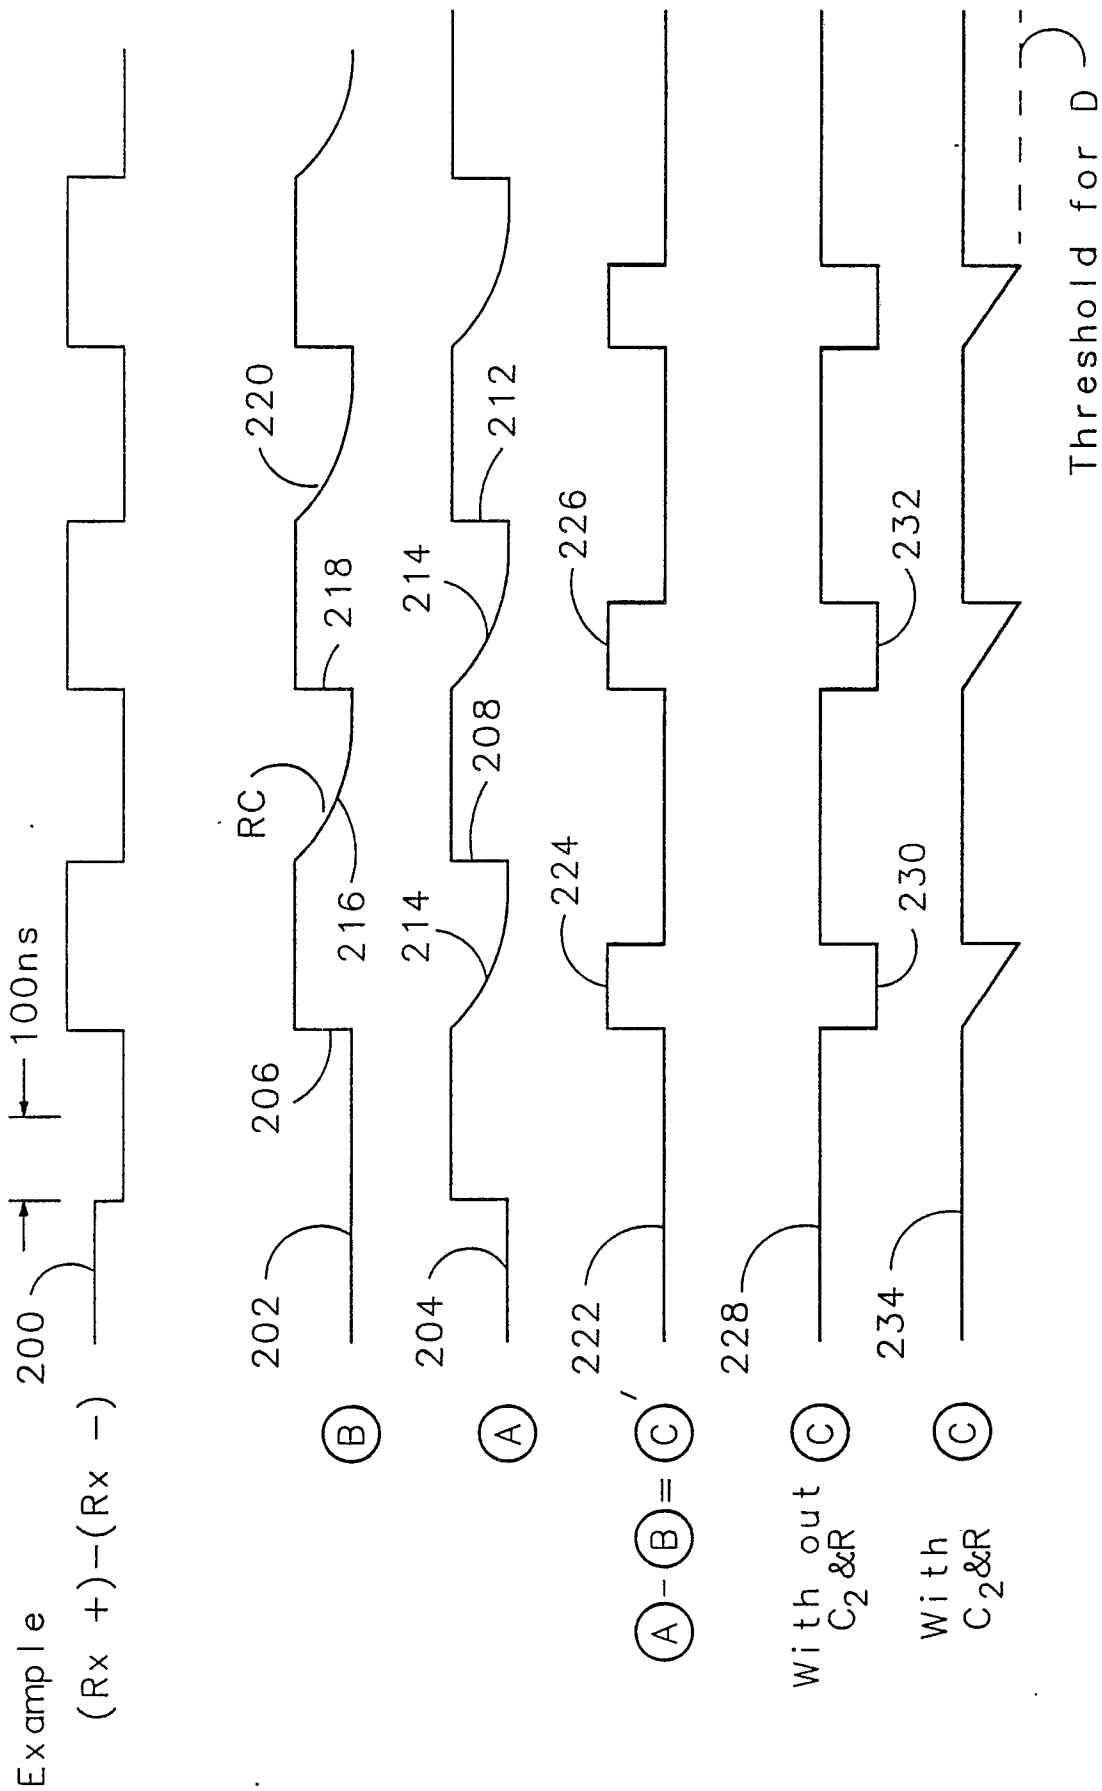 Example
200
100ns
(Rx +)-(Rx -)
B
202
206
216
RC
218
220
A
204
214
208
214
212
A - B = C'
222
224
226
With out
C2 &R
C
228
230
232
With
C2 &R
C
234
Threshold for D